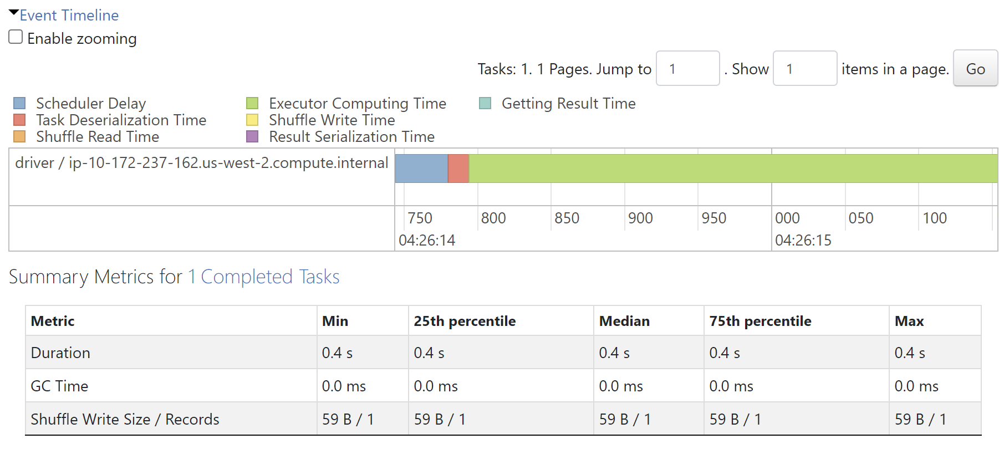 Event Timeline
Enable zooming
Tasks: 1. 1 Pages. Jump to 1 . Show 1 items in a page. Go
Scheduler Delay Executor Computing Time Getting Result Time
Task Deserialization Time Shuffle Write Time
Shuffle Read Time Result Serialization Time
driver / ip-10-172-237-162.us-west-2.compute.internal
750 800 850 900 950 000 050 100
04:26:14 04:26:15
Summary Metrics for 1 Completed Tasks
Metric Min 25th percentile Median 75th percentile Max
Duration 0.4 s 0.4 s 0.4 s 0.4 s 0.4 s
GC Time 0.0 ms 0.0 ms 0.0 ms 0.0 ms 0.0 ms
Shuffle Write Size / Records 59 B / 1 59 B / 1 59 B / 1 59 B / 1 59 B / 1